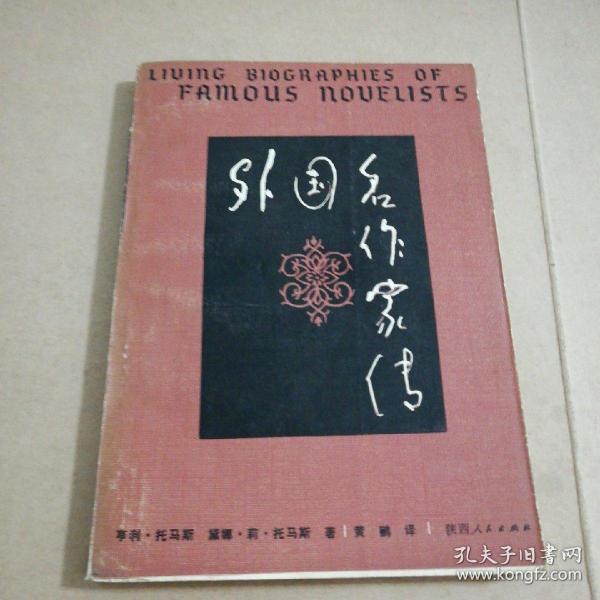 LIVING BIOGRAPHIES OF
FAMOUS NOVELISTS
外国名作家传
亨利·托马斯 黛娜·莉·托马斯 著 | 黄鹂 译 | 陕西人民出版社
孔夫子旧书网
www.kongfz.com